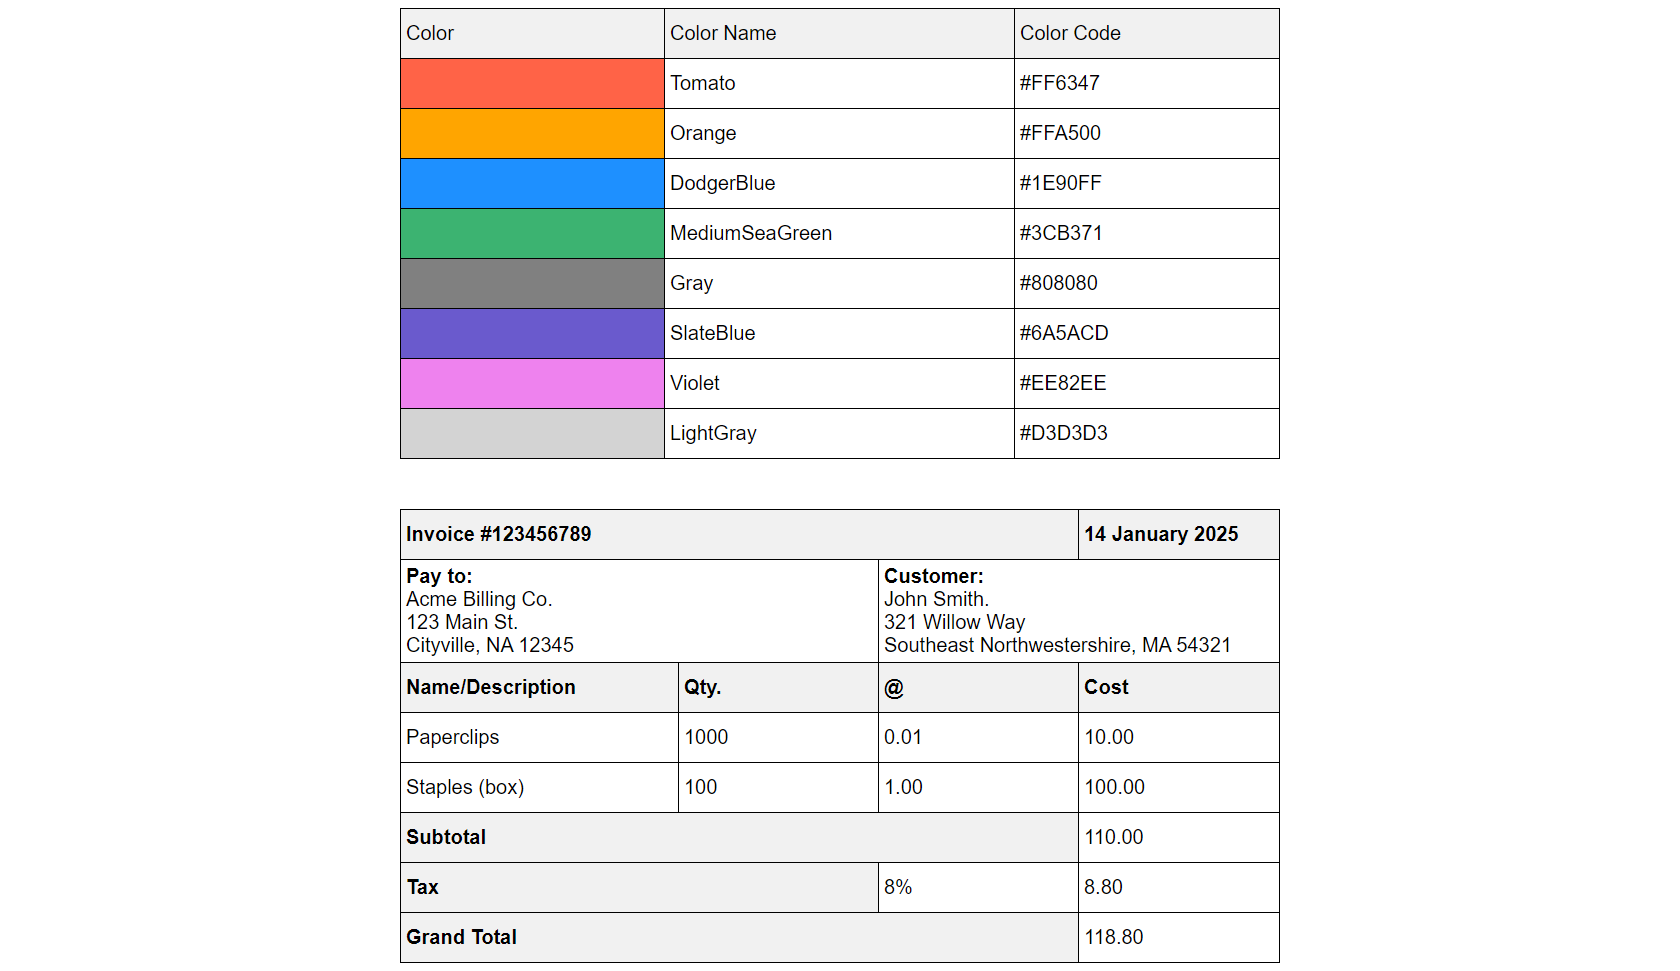 Color Color Name Color Code
Tomato #FF6347
Orange #FFA500
DodgerBlue #1E90FF
MediumSeaGreen #3CB371
Gray #808080
SlateBlue #6A5ACD
Violet #EE82EE
LightGray #D3D3D3
Invoice #123456789 14 January 2025
Pay to:
Acme Billing Co.
123 Main St.
Cityville, NA 12345
Customer:
John Smith.
321 Willow Way
Southeast Northwestershire, MA 54321
Name/Description Qty. @ Cost
Paperclips 1000 0.01 10.00
Staples (box) 100 1.00 100.00
Subtotal 110.00
Tax 8% 8.80
Grand Total 118.80